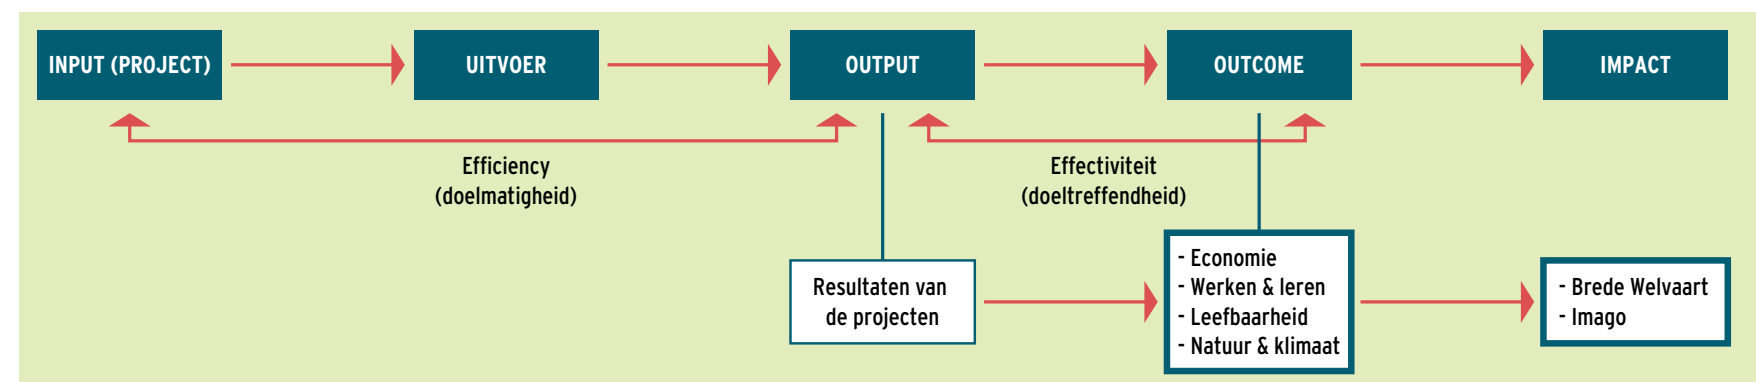 INPUT (PROJECT)
UITVOER
OUTPUT
OUTCOME
IMPACT
Efficiency
(doelmatigheid)
Effectiviteit
(doeltreffendheid)
Resultaten van
de projecten
- Economie
- Werken & leren
- Leefbaarheid
- Natuur & klimaat
- Brede Welvaart
- Imago